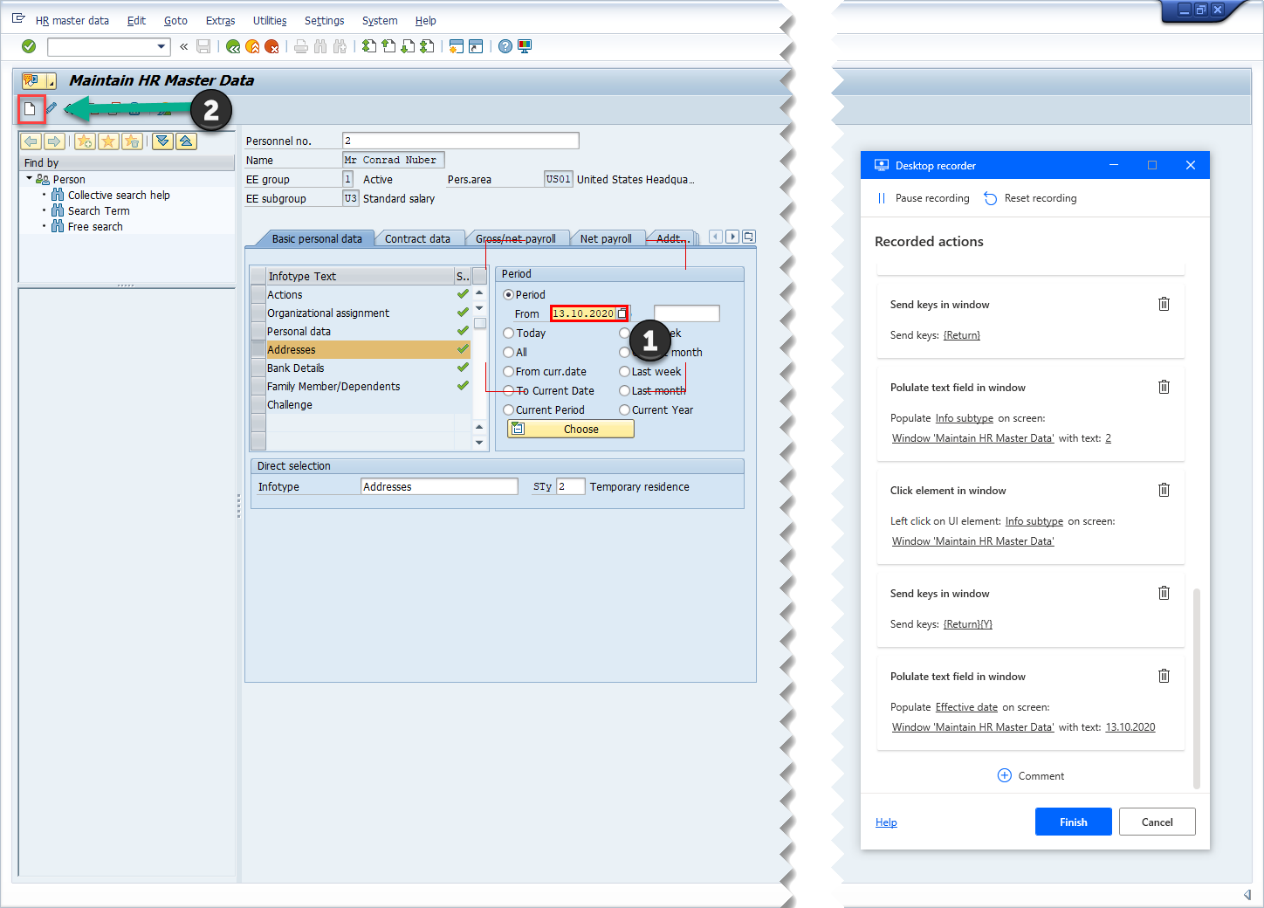 HR master data Edit Goto Extras Utilities Settings System Help
Maintain HR Master Data
2
Find by
Person
Collective search help
Search Term
Free search
Personnel no. 2
Name Mr Conrad Nuber
EE group 1 Active Pers.area US01 United States Headqua..
EE subgroup U3 Standard salary
Basic personal data Contract data Gross/net payroll Net payroll Addt...
Infotype Text S..
Actions
Organizational assignment
Personal data
Addresses
Bank Details
Family Member/Dependents
Challenge
Period
Period
From 13.10.2020
1
Today
All month
From curr.date Last week
To Current Date Last month
Current Period Current Year
Choose
Direct selection
Infotype Addresses STy 2 Temporary residence
Desktop recorder
Pause recording Reset recording
Recorded actions
Send keys in window
Send keys: {Return}
Polulate text field in window
Populate Info subtype on screen:
Window 'Maintain HR Master Data' with text: 2
Click element in window
Left click on UI element: Info subtype on screen:
Window 'Maintain HR Master Data'
Send keys in window
Send keys: {Return}{Y}
Polulate text field in window
Populate Effective date on screen:
Window 'Maintain HR Master Data' with text: 13.10.2020
Comment
Help Finish Cancel